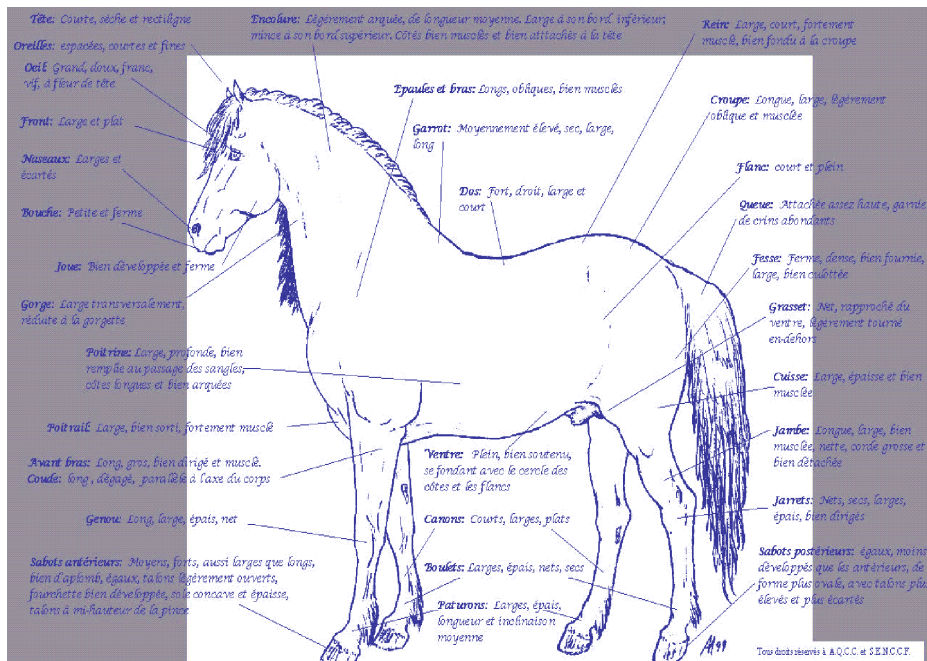 Tête: Courte, sèche et rectiligne
Encolure: Légèrement arquée, de longueur moyenne. Large à son bord inférieur;
mince à son bord supérieur. Côtés bien musclés et bien atttachés à la tête
Rein: Large, court, fortement
musclé, bien fondu à la croupe
Oreilles: espacées, courtes et fines
Oeil: Grand, doux, franc,
vif, à fleur de tête
Epaules et bras: Longs, obliques, bien musclés
Croupe: Longue, large, légèrement
oblique et musclée
Front: Large et plat
Garrot: Moyennement élevé, sec, large,
long
Naseaux: Larges et
écartés
Flanc: court et plein
Dos: Fort, droit, large et
court
Bouche: Petite et ferme
Queue: Attachée assez haute, garnie
de crins abondants
Joue: Bien développée et ferme
Fesse: Ferme, dense, bien fournie,
large, bien culottée
Gorge: Large transversalement,
réduite à la gorgette
Grasset: Net, rapproché du
ventre, légèrement tourné
en-dehors
Poitrine: Large, profonde, bien
remplie au passage des sangles,
côtes longues et bien arquées
Cuisse: Large, épaisse et bien
musclée
Poitrail: Large, bien sorti, fortement musclé
Jambe: Longue, large, bien
musclée, nette, corde grosse et
bien détachée
Avant bras: Long, gros, bien dirigé et musclé.
Coude: long, dégagé, parallèle à l'axe du corps
Ventre: Plein, bien soutenu,
se fondant avec le cercle des
côtes et les flancs
Jarrets: Nets, secs, larges,
épais, bien dirigés
Genou: Long, large, épais, net
Canons: Courts, larges, plats
Sabots antérieurs: Moyens, forts, aussi larges que longs,
bien d'aplomb, égaux, talons légèrement ouverts,
fourchette bien développée, sole concave et épaisse,
talons à mi-hauteur de la pince
Boulets: Larges, épais, nets, secs
Sabots postérieurs: égaux, moins
développés que les antérieurs, de
forme plus ovale, avec talons plus
élevés et plus écartés
Paturons: Larges, épais,
longueur et inclinaison
moyenne
Tous droits réservés à A.Q.C.C. et S.E.N.C.C.F.